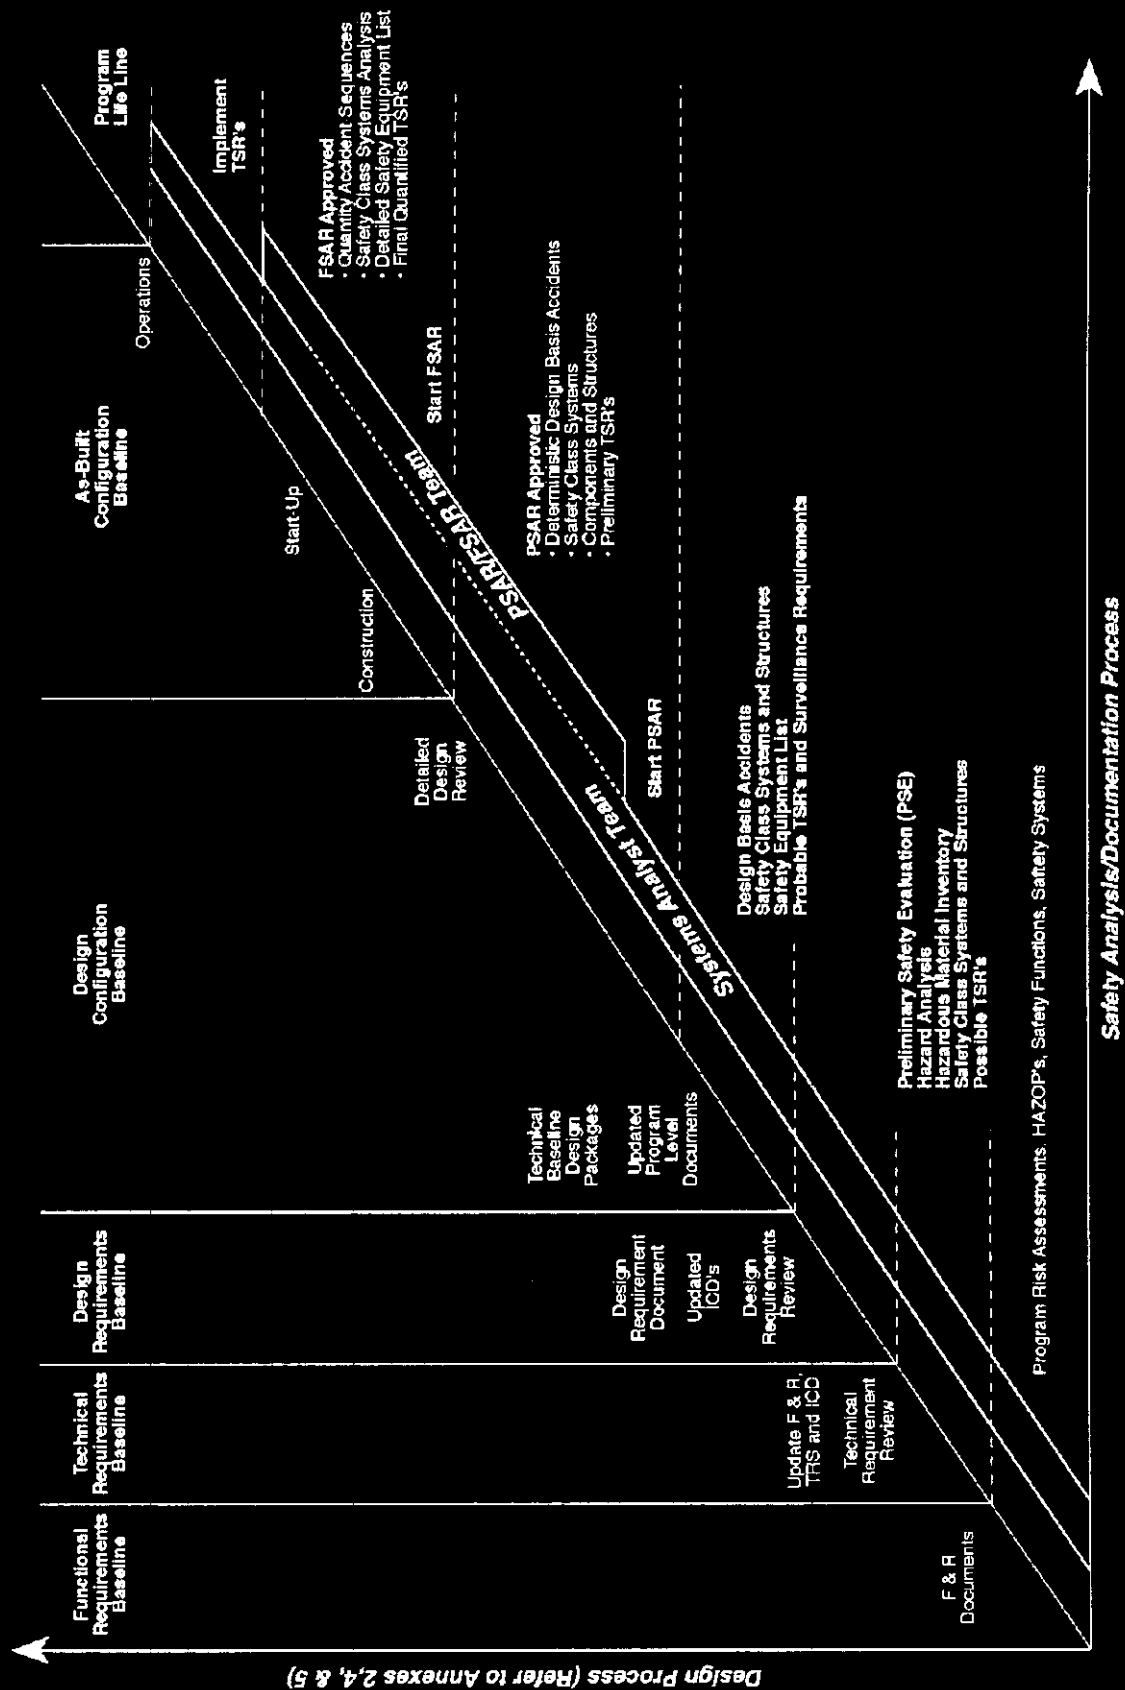 Functional
Requirements
Baseline
Technical
Requirements
Baseline
Design
Requirements
Baseline
Design
Configuration
Baseline
As-Built
Configuration
Baseline
Program
Life Line
Operations
Implement
TSR's
Start-Up
FSAR Approved
· Quantity Accident Sequences
· Safety Class Systems Analysis
· Detailed Safety Equipment List
· Final Quantified TSR's
Construction
Detailed
Design
Review
Start FSAR
PSAR/FSAR Team
PSAR Approved
· Deterministic Design Basis Accidents
· Safety Class Systems
· Components and Structures
· Preliminary TSR's
Technical
Baseline
Design
Packages
Updated
Program
Level
Documents
Systems Analyst Team
Start PSAR
Design
Requirement
Document
Updated
ICD's
Design
Requirements
Review
Design Basis Accidents
Safety Class Systems and Structures
Safety Equipment List
Probable TSR's and Surveillance Requirements
Update F & R,
TRS and ICD
Technical
Requirement
Review
Preliminary Safety Evaluation (PSE)
Hazard Analysis
Hazardous Material Inventory
Safety Class Systems and Structures
Possible TSR's
F & R
Documents
Program Risk Assessments, HAZOP's, Safety Functions, Safety Systems
Safety Analysis/Documentation Process
Design Process (Refer to Annexes 2,4, & 5)